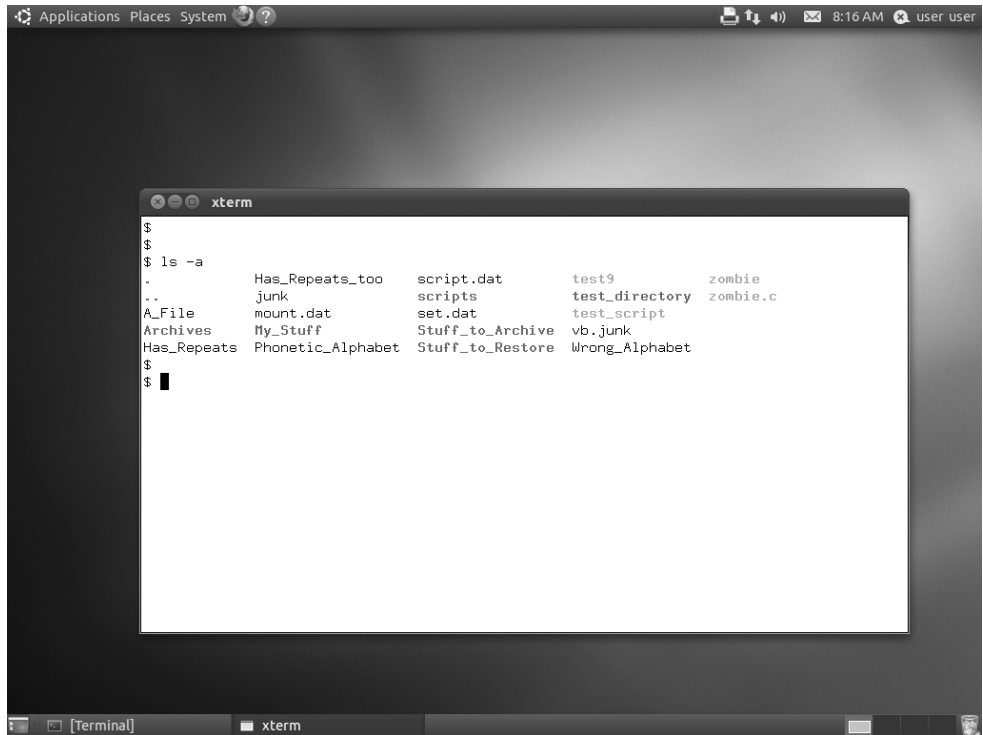 Applications Places System ? 8:16 AM user user
xterm
$
$
$ ls -a
. Has_Repeats_too script.dat test9 zombie
.. junk scripts test_directory zombie.c
A_File mount.dat set.dat test_script
Archives My_Stuff Stuff_to_Archive vb.junk
Has_Repeats Phonetic_Alphabet Stuff_to_Restore Wrong_Alphabet
$
$
[Terminal] xterm